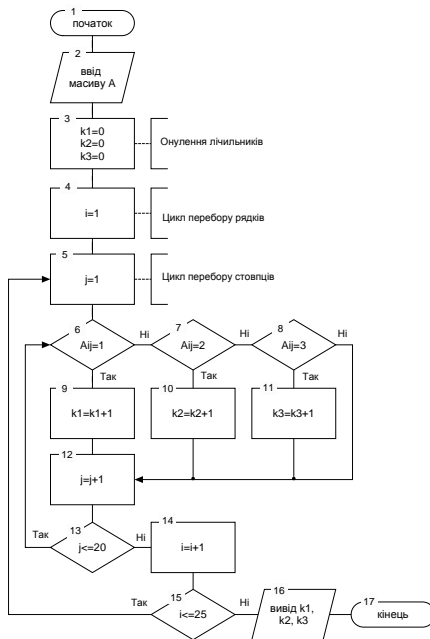 1
початок
2
ввід
масиву А
3
k1=0
k2=0
k3=0
Онулення лічильників
4
i=1
Цикл перебору рядків
5
j=1
Цикл перебору стовпців
6
Aij=1
Ні
7
Aij=2
Ні
8
Aij=3
Ні
Так
Так
Так
9
k1=k1+1
10
k2=k2+1
11
k3=k3+1
12
j=j+1
13
j<=20
Так
Ні
14
i=i+1
15
i<=25
Так
Ні
16
вивід k1,
k2, k3
17
кінець